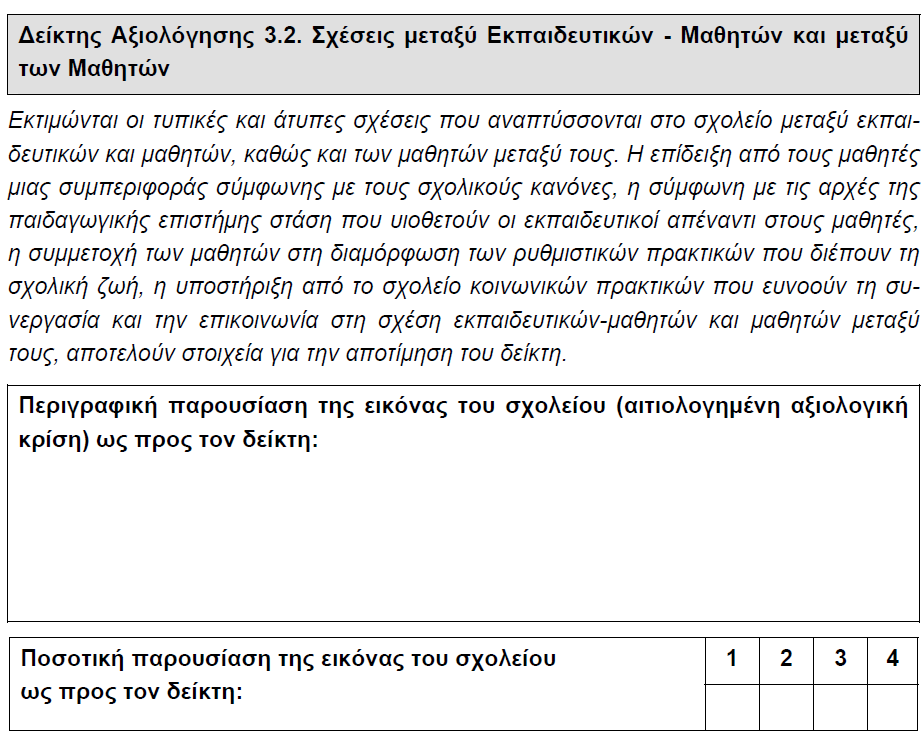 Δείκτης Αξιολόγησης 3.2. Σχέσεις μεταξύ Εκπαιδευτικών - Μαθητών και μεταξύ
των Μαθητών
Εκτιμώνται οι τυπικές και άτυπες σχέσεις που αναπτύσσονται στο σχολείο μεταξύ εκπαι-
δευτικών και μαθητών, καθώς και των μαθητών μεταξύ τους. Η επίδειξη από τους μαθητές
μιας συμπεριφοράς σύμφωνης με τους σχολικούς κανόνες, η σύμφωνη με τις αρχές της
παιδαγωγικής επιστήμης στάση που υιοθετούν οι εκπαιδευτικοί απέναντι στους μαθητές,
η συμμετοχή των μαθητών στη διαμόρφωση των ρυθμιστικών πρακτικών που διέπουν τη
σχολική ζωή, η υποστήριξη από το σχολείο κοινωνικών πρακτικών που ευνοούν τη συ-
νεργασία και την επικοινωνία στη σχέση εκπαιδευτικών-μαθητών και μαθητών μεταξύ
τους, αποτελούν στοιχεία για την αποτίμηση του δείκτη.
Περιγραφική παρουσίαση της εικόνας του σχολείου (αιτιολογημένη αξιολογική
κρίση) ως προς τον δείκτη:
Ποσοτική παρουσίαση της εικόνας του σχολείου 1 2 3 4
ως προς τον δείκτη: